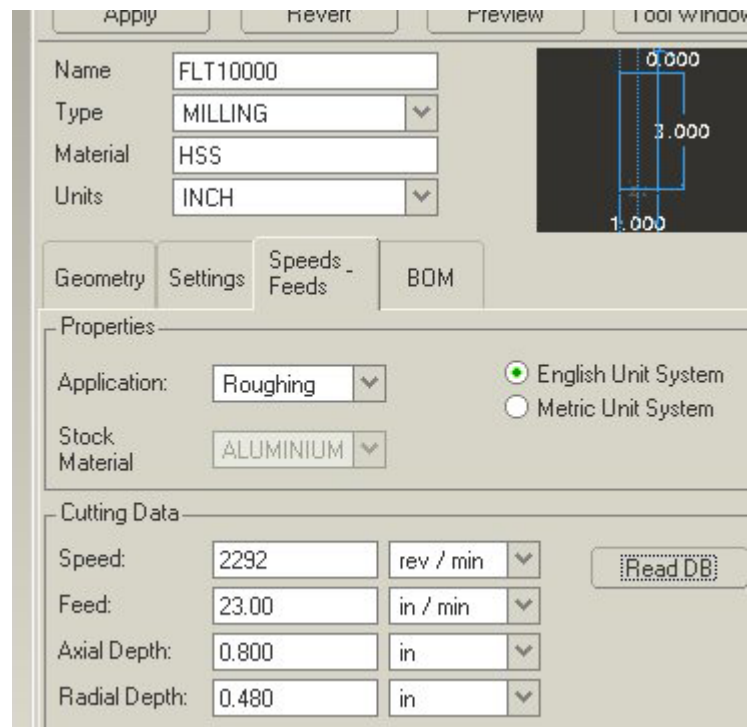 Apply Revert Preview Tool Window
Name FLT10000
0.000
Type MILLING
3.000
Material HSS
Units INCH
1.000
Geometry Settings Speeds - Feeds BOM
Properties
Application: Roughing
English Unit System
Metric Unit System
Stock Material ALUMINIUM
Cutting Data
Speed: 2292 rev / min Read DB
Feed: 23.00 in / min
Axial Depth: 0.800 in
Radial Depth: 0.480 in